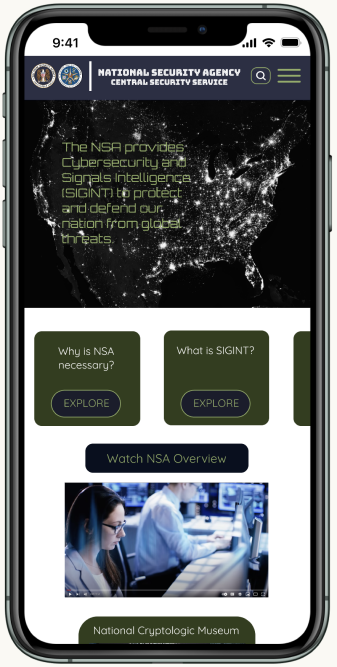 9:41
NATIONAL SECURITY AGENCY
CENTRAL SECURITY SERVICE
The NSA provides
Cybersecurity and
Signals Intelligence
(SIGINT) to protect
and defend our
nation from global
threats.
Why is NSA
necessary?
EXPLORE
What is SIGINT?
EXPLORE
Watch NSA Overview
National Cryptologic Museum